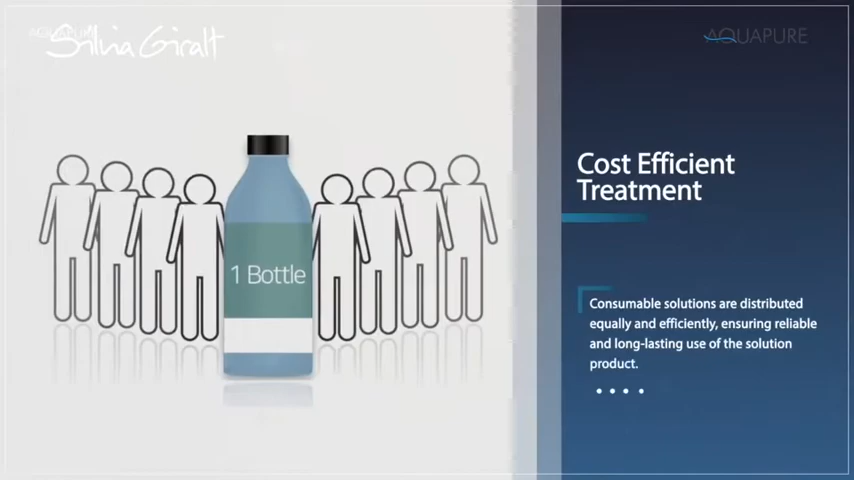 AQUAPURE
Silvia Giralt
AQUAPURE
1 Bottle
Cost Efficient
Treatment
Consumable solutions are distributed
equally and efficiently, ensuring reliable
and long-lasting use of the solution
product.